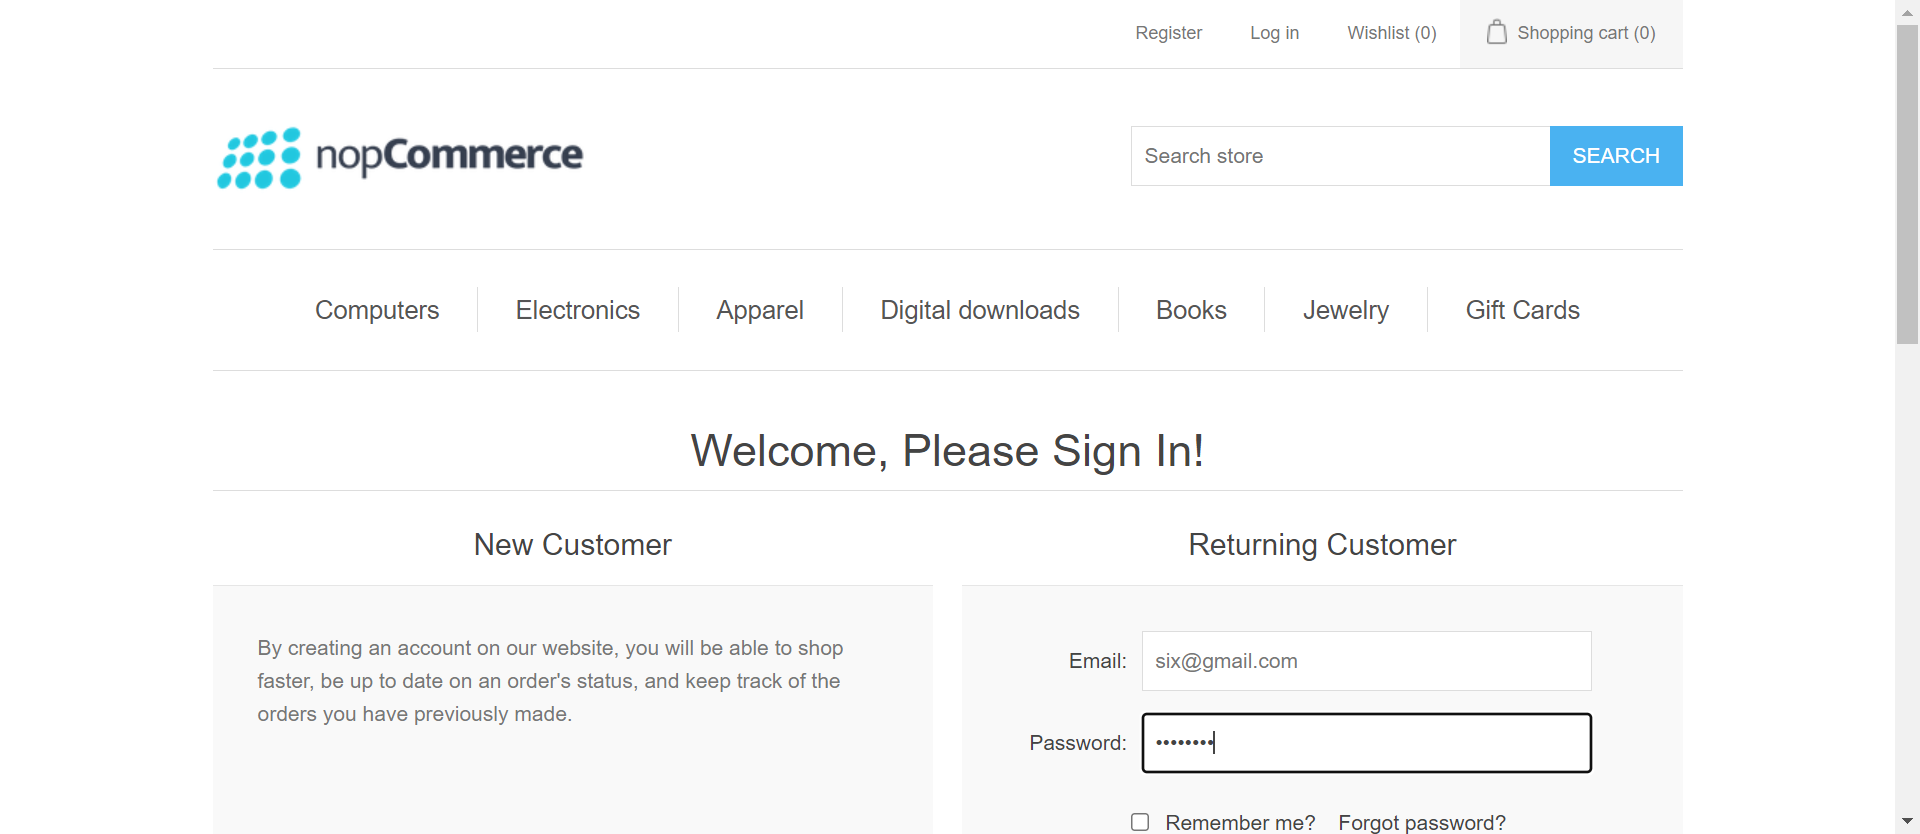 Register Log in Wishlist (0) Shopping cart (0)
nopCommerce
Search store SEARCH
Computers Electronics Apparel Digital downloads Books Jewelry Gift Cards
Welcome, Please Sign In!
New Customer
By creating an account on our website, you will be able to shop
faster, be up to date on an order's status, and keep track of the
orders you have previously made.
Returning Customer
Email: six@gmail.com
Password: ••••••••
Remember me? Forgot password?